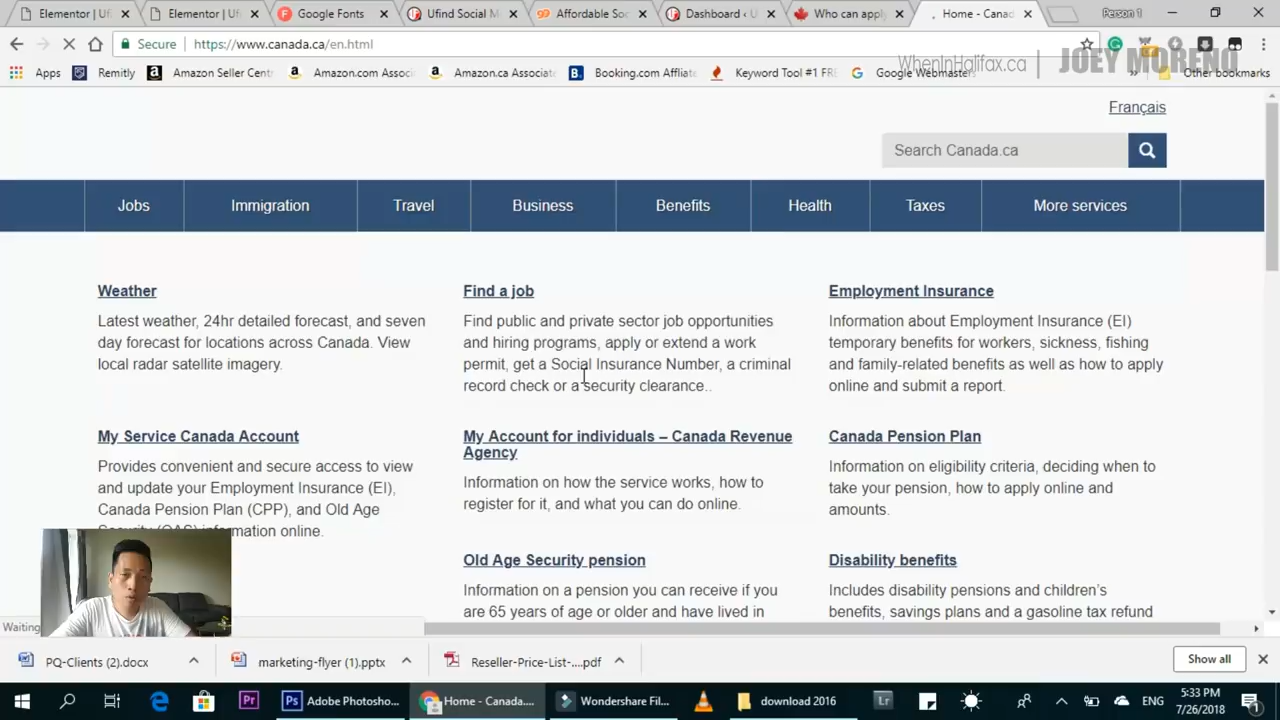 Elementor | Ufi
Elementor | Ufi
Google Fonts
Ufind Social M
Affordable So
Dashboard ‹ U
Who can apply
Home - Canad
Person 1
Secure
https://www.canada.ca/en.html
WhenInHalifax.ca | JOEY MORENO
Apps
Remitly
Amazon Seller Cent
Amazon.com Assoc
Amazon.ca Associate
Booking.com Affliate
Keyword Tool #1 FRE
Google Webmasters
»
Other bookmarks
Français
Search Canada.ca
Jobs
Immigration
Travel
Business
Benefits
Health
Taxes
More services
Weather
Latest weather, 24hr detailed forecast, and seven
day forecast for locations across Canada. View
local radar satellite imagery.
Find a job
Find public and private sector job opportunities
and hiring programs, apply or extend a work
permit, get a Social Insurance Number, a criminal
record check or a security clearance..
Employment Insurance
Information about Employment Insurance (EI)
temporary benefits for workers, sickness, fishing
and family-related benefits as well as how to apply
online and submit a report.
My Service Canada Account
Provides convenient and secure access to view
and update your Employment Insurance (EI),
Canada Pension Plan (CPP), and Old Age
Security (OAS) information online.
My Account for individuals – Canada Revenue
Agency
Information on how the service works, how to
register for it, and what you can do online.
Canada Pension Plan
Information on eligibility criteria, deciding when to
take your pension, how to apply online and
amounts.
Old Age Security pension
Information on a pension you can receive if you
are 65 years of age or older and have lived in
Disability benefits
Includes disability pensions and children's
benefits, savings plans and a gasoline tax refund
Waiting
PQ-Clients (2).docx
marketing-flyer (1).pptx
Reseller-Price-List-....pdf
Show all
Pr
Ps
Adobe Photosho...
Home - Canada....
Wondershare Fil...
download 2016
Lr
ENG
5:33 PM
7/26/2018